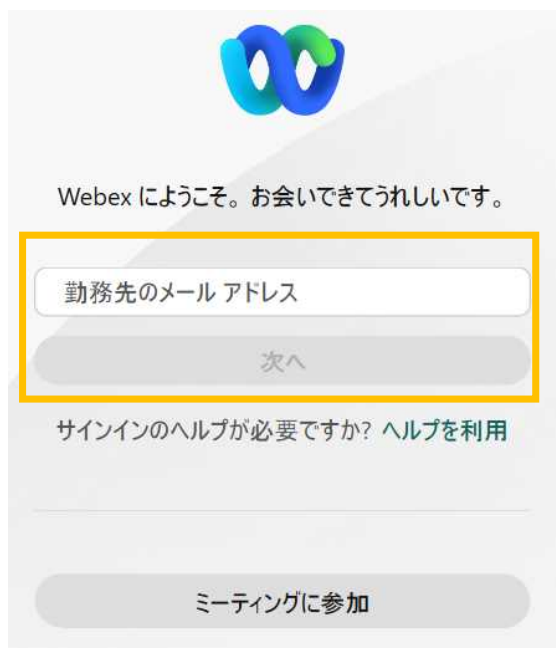 Webex にようこそ。お会いできてうれしいです。
勤務先のメール アドレス
次へ
サインインのヘルプが必要ですか? ヘルプを利用
ミーティングに参加